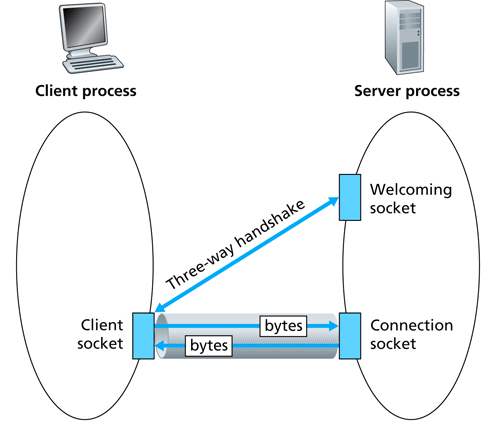 Client process
Server process
Welcoming
socket
Three-way handshake
Client
socket
bytes
bytes
Connection
socket